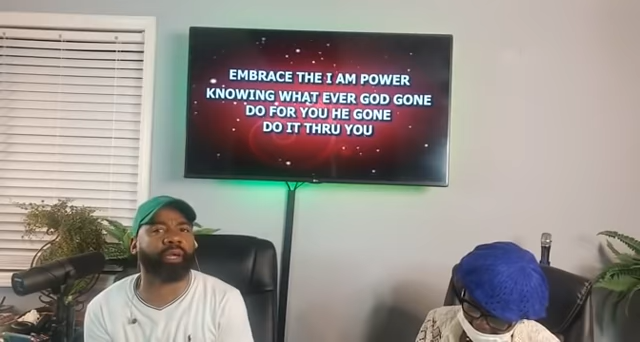 EMBRACE THE I AM POWER
KNOWING WHAT EVER GOD GONE
DO FOR YOU HE GONE
DO IT THRU YOU